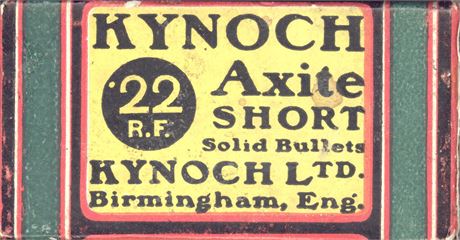 KYNOCH
.22
R.F.
Axite
SHORT
Solid Bullets
KYNOCH LTD.
Birmingham, Eng.